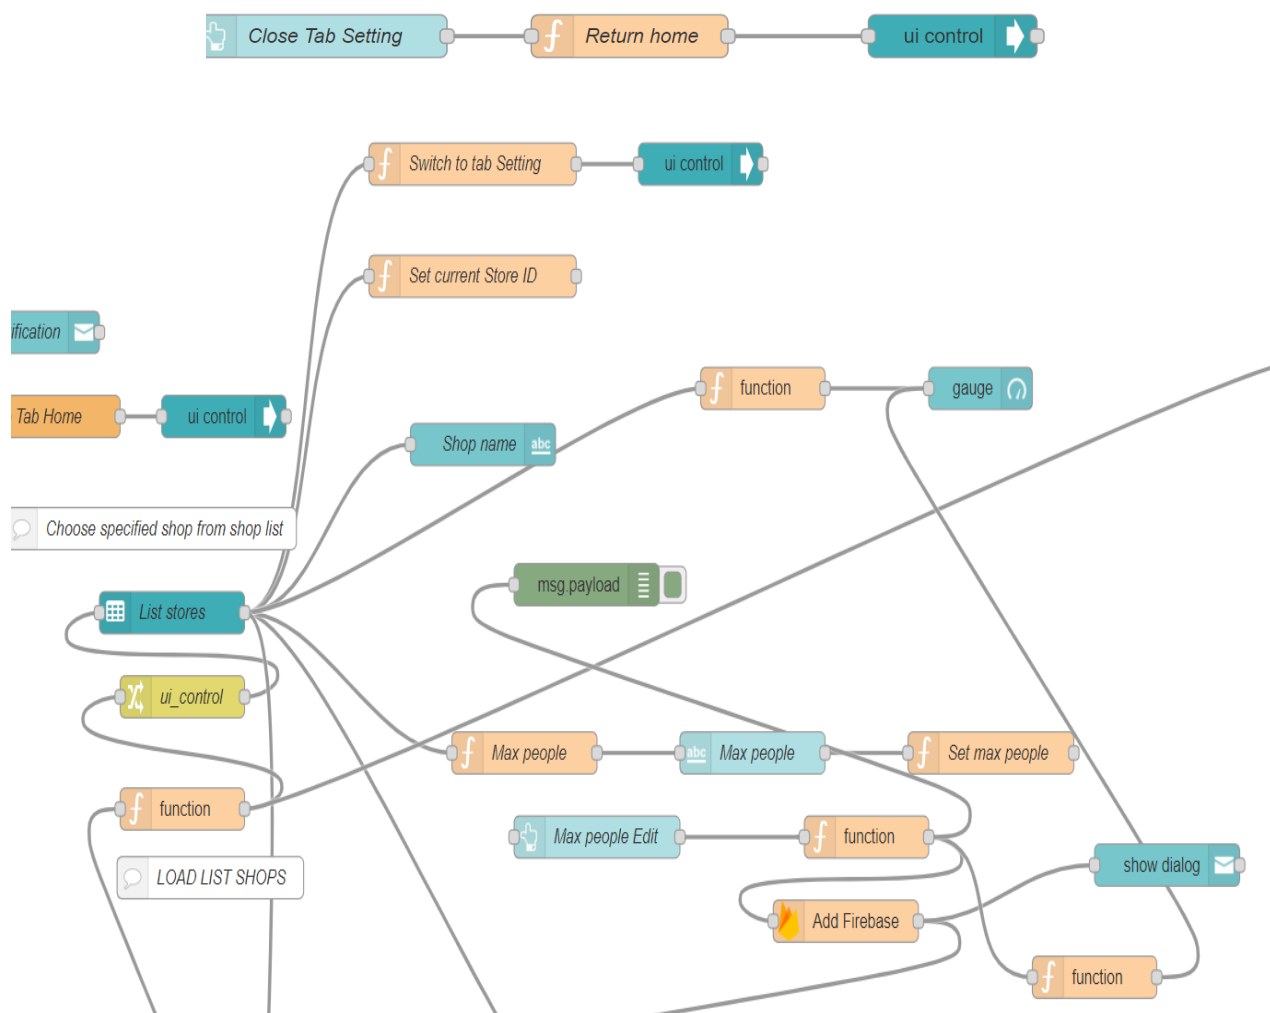 Close Tab Setting
Return home
ui control
Switch to tab Setting
ui control
Set current Store ID
ification
function
gauge
Tab Home
ui control
Shop name
abc
Choose specified shop from shop list
msg.payload
List stores
ui_control
Max people
abc
Max people
Set max people
function
Max people Edit
function
show dialog
LOAD LIST SHOPS
Add Firebase
function